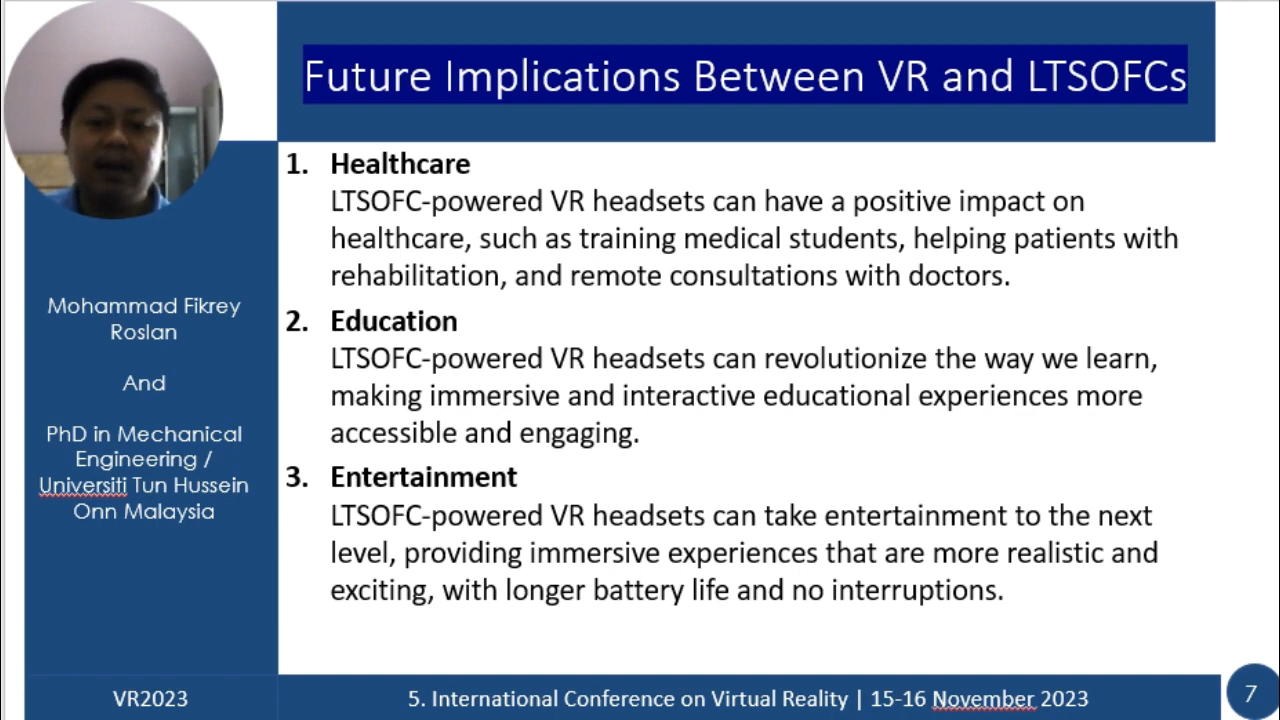 Future Implications Between VR and LTSOFCs
1. Healthcare
LTSOFC-powered VR headsets can have a positive impact on
healthcare, such as training medical students, helping patients with
rehabilitation, and remote consultations with doctors.
2. Education
LTSOFC-powered VR headsets can revolutionize the way we learn,
making immersive and interactive educational experiences more
accessible and engaging.
3. Entertainment
LTSOFC-powered VR headsets can take entertainment to the next
level, providing immersive experiences that are more realistic and
exciting, with longer battery life and no interruptions.
Mohammad Fikrey
Roslan
And
PhD in Mechanical
Engineering /
Universiti Tun Hussein
Onn Malaysia
VR2023
5. International Conference on Virtual Reality | 15-16 November 2023
7